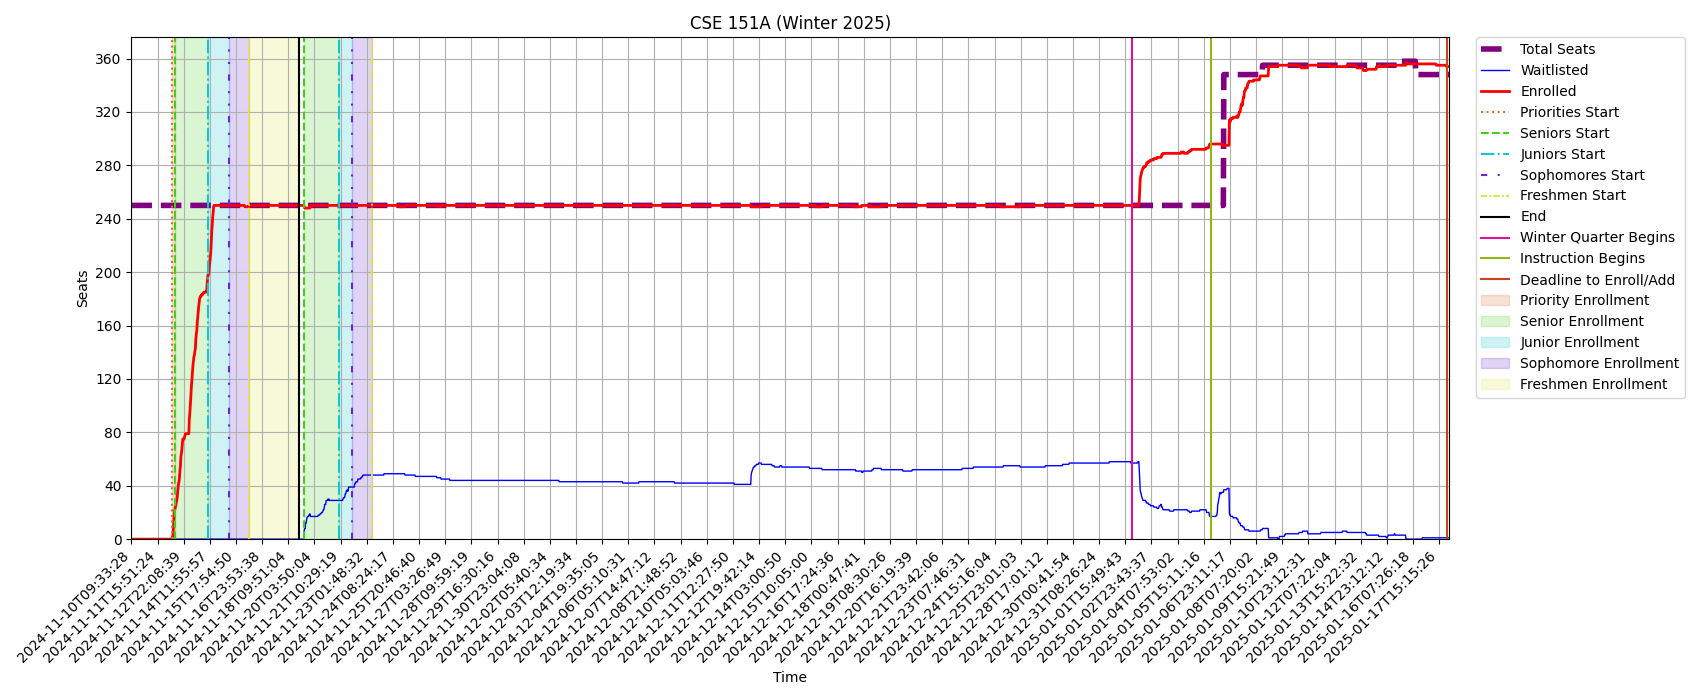 CSE 151A (Winter 2025)
Seats
360
320
280
240
200
160
120
80
40
0
2024-11-10T09:33:28
2024-11-11T15:51:24
2024-11-12T22:08:39
2024-11-14T11:55:57
2024-11-15T17:54:50
2024-11-16T23:53:38
2024-11-18T09:51:04
2024-11-20T03:50:04
2024-11-21T10:29:19
2024-11-23T01:48:32
2024-11-24T08:24:17
2024-11-25T20:46:40
2024-11-27T03:26:49
2024-11-28T09:59:19
2024-11-29T16:30:16
2024-11-30T23:04:08
2024-12-02T05:40:34
2024-12-03T12:19:34
2024-12-04T19:35:05
2024-12-06T05:10:31
2024-12-07T14:47:12
2024-12-08T21:48:52
2024-12-10T05:03:46
2024-12-11T12:27:50
2024-12-12T19:42:14
2024-12-14T03:00:50
2024-12-15T10:05:00
2024-12-16T17:24:36
2024-12-18T00:47:41
2024-12-19T08:30:26
2024-12-20T16:19:39
2024-12-21T23:42:06
2024-12-23T07:46:31
2024-12-24T15:16:04
2024-12-25T23:01:03
2024-12-28T17:01:12
2024-12-30T00:41:54
2024-12-31T08:26:24
2025-01-01T15:49:43
2025-01-02T23:43:37
2025-01-04T07:53:02
2025-01-05T15:11:16
2025-01-06T23:11:17
2025-01-08T07:20:02
2025-01-09T15:21:49
2025-01-10T23:12:31
2025-01-12T07:22:04
2025-01-13T15:22:32
2025-01-14T23:12:12
2025-01-16T07:26:18
2025-01-17T15:15:26
Time
Total Seats
Waitlisted
Enrolled
Priorities Start
Seniors Start
Juniors Start
Sophomores Start
Freshmen Start
End
Winter Quarter Begins
Instruction Begins
Deadline to Enroll/Add
Priority Enrollment
Senior Enrollment
Junior Enrollment
Sophomore Enrollment
Freshmen Enrollment